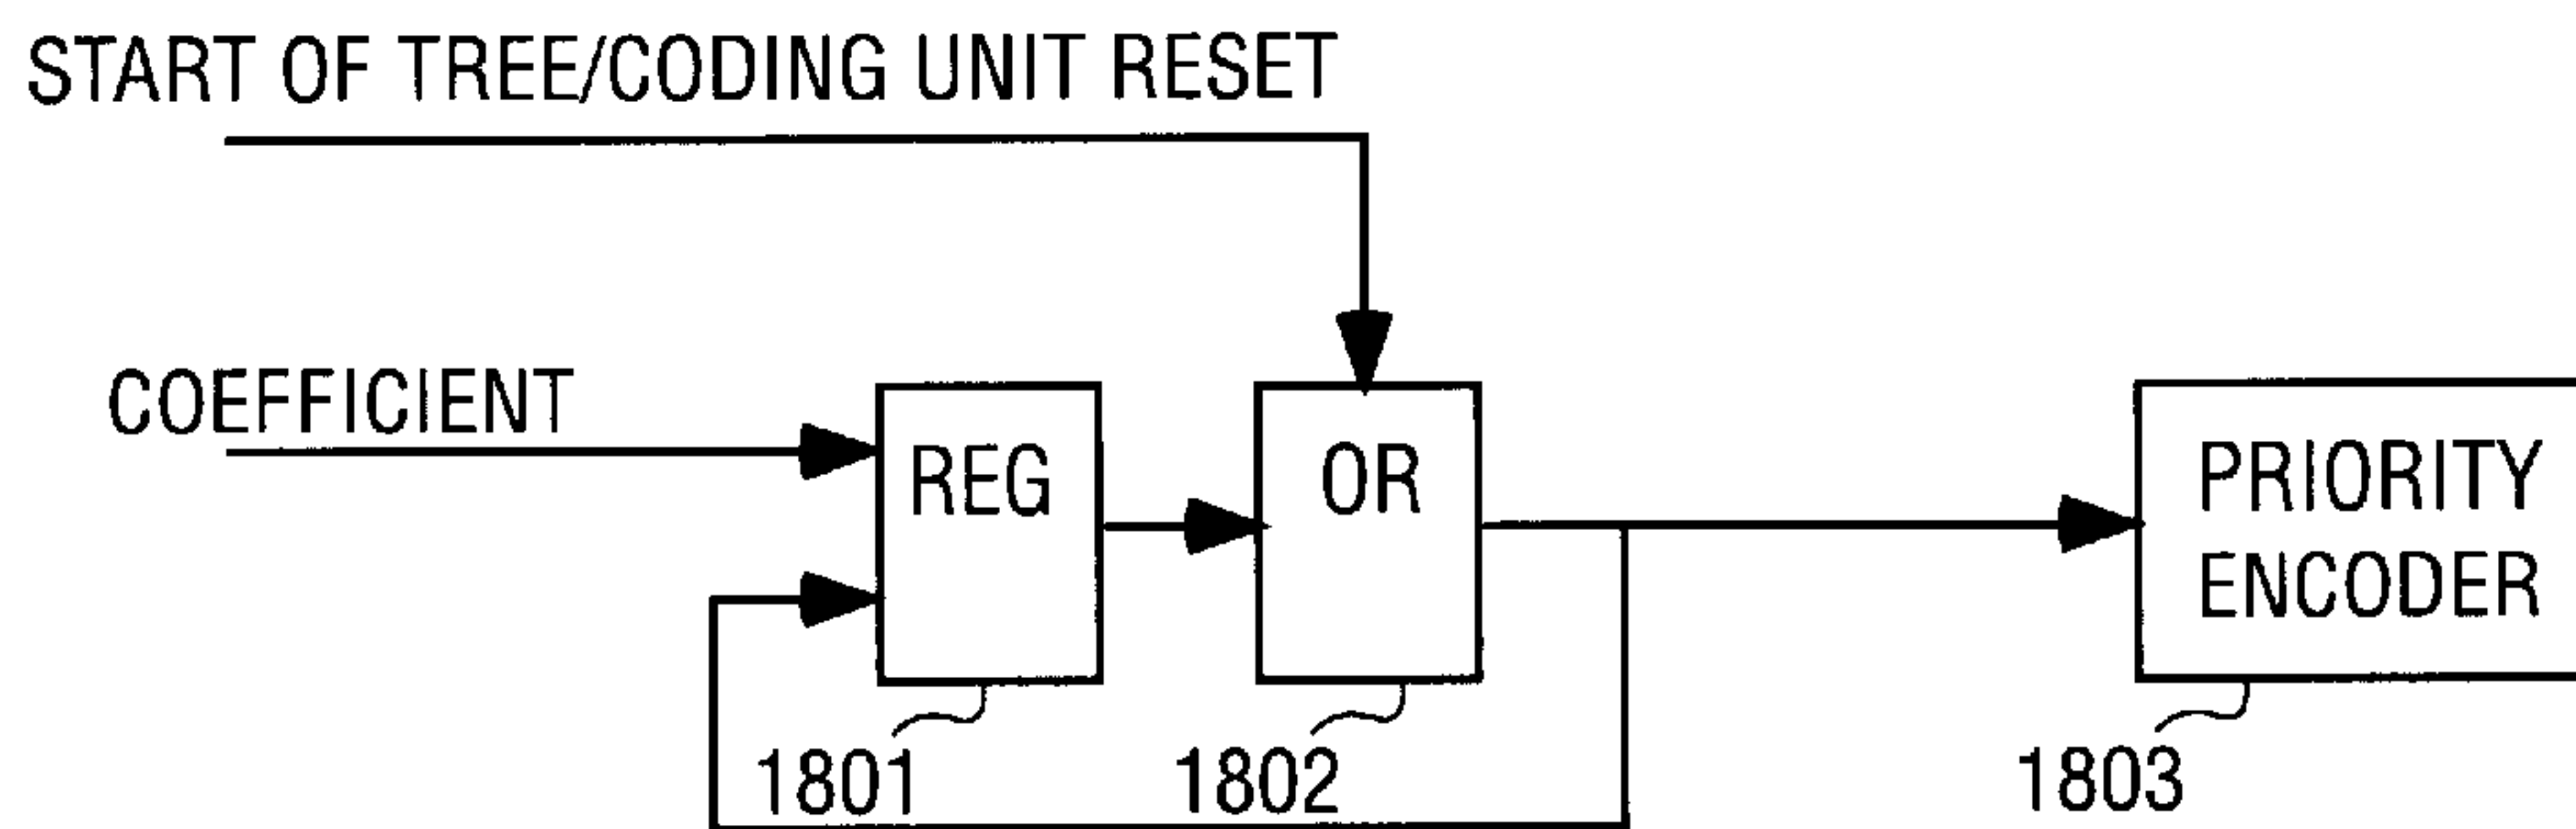 START OF TREE/CODING UNIT RESET
COEFFICIENT
REG
OR
PRIORITY
ENCODER
1801
1802
1803